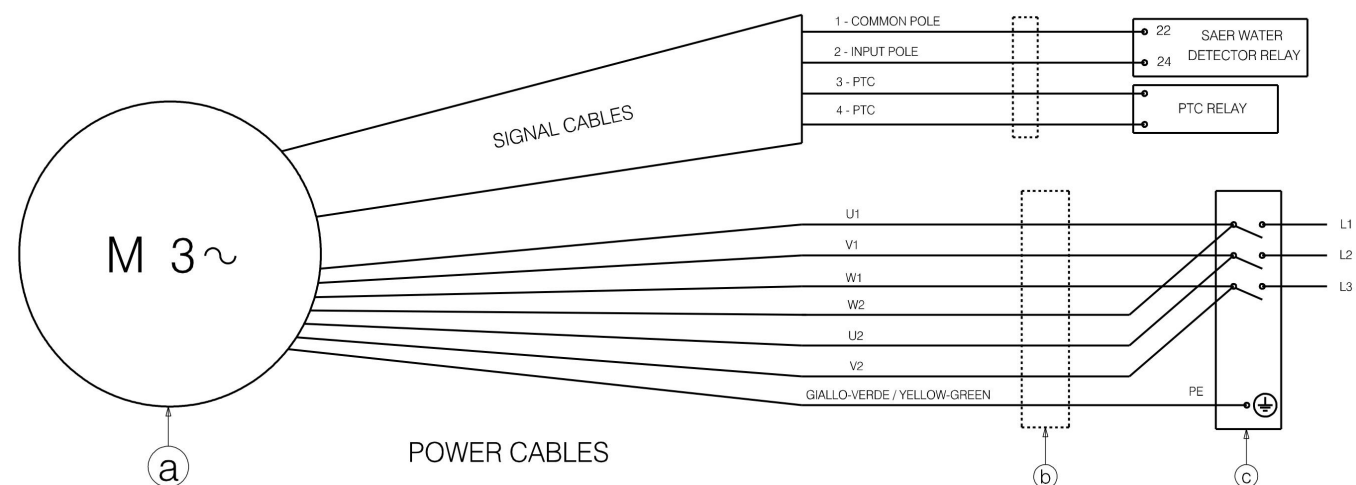 1 - COMMON POLE
22
SAER WATER
DETECTOR RELAY
2 - INPUT POLE
24
3 - PTC
4 - PTC
PTC RELAY
SIGNAL CABLES
M 3~
U1
L1
V1
L2
W1
L3
W2
U2
V2
GIALLO-VERDE / YELLOW-GREEN
PE
POWER CABLES
a
b
c